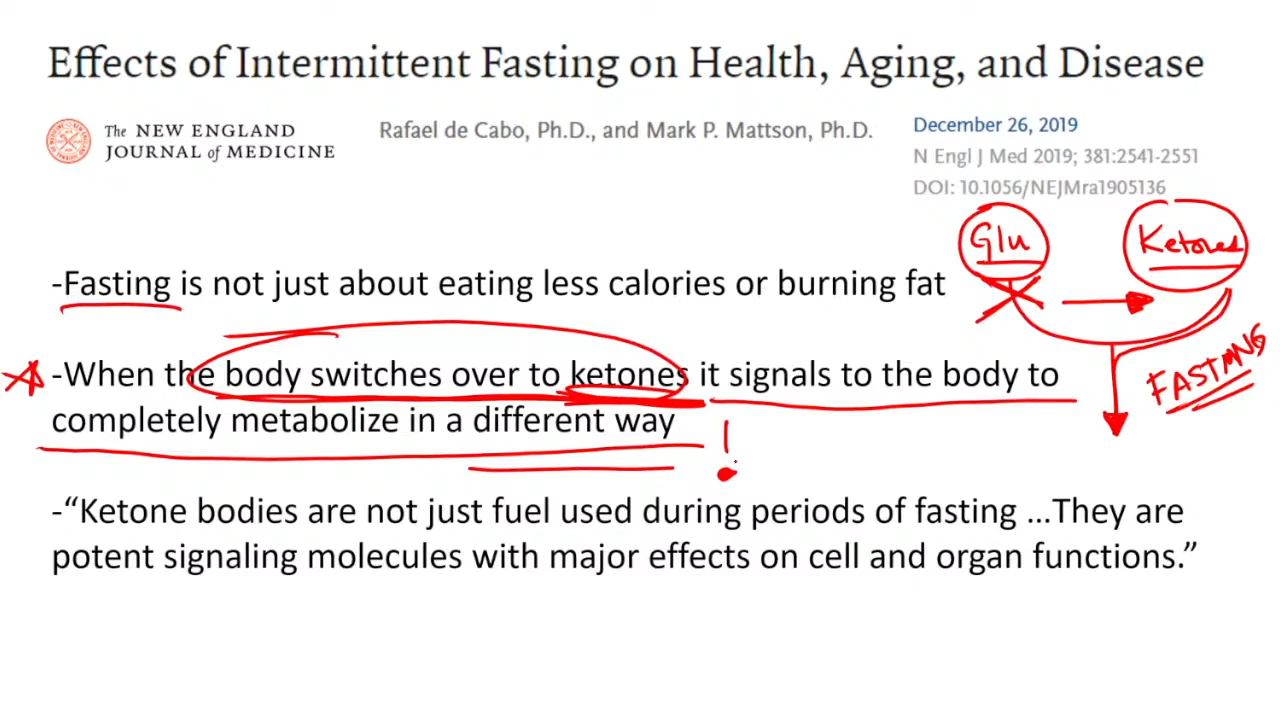 Effects of Intermittent Fasting on Health, Aging, and Disease
The NEW ENGLAND
JOURNAL of MEDICINE
Rafael de Cabo, Ph.D., and Mark P. Mattson, Ph.D.
December 26, 2019
N Engl J Med 2019; 381:2541-2551
DOI: 10.1056/NEJMra1905136
Glu
Ketones
-Fasting is not just about eating less calories or burning fat
-When the body switches over to ketones it signals to the body to
completely metabolize in a different way
!
FASTING
-“Ketone bodies are not just fuel used during periods of fasting …They are
potent signaling molecules with major effects on cell and organ functions.”